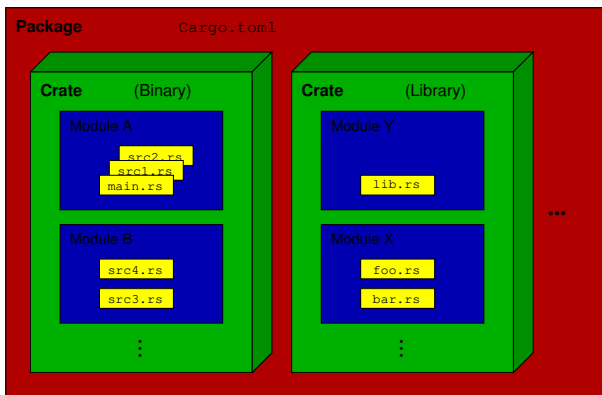 Package Cargo.toml
Crate (Binary)
Module A
src2.rs
src1.rs
main.rs
Module B
src4.rs
src3.rs
⋮
Crate (Library)
Module Y
lib.rs
Module X
foo.rs
bar.rs
⋮
...